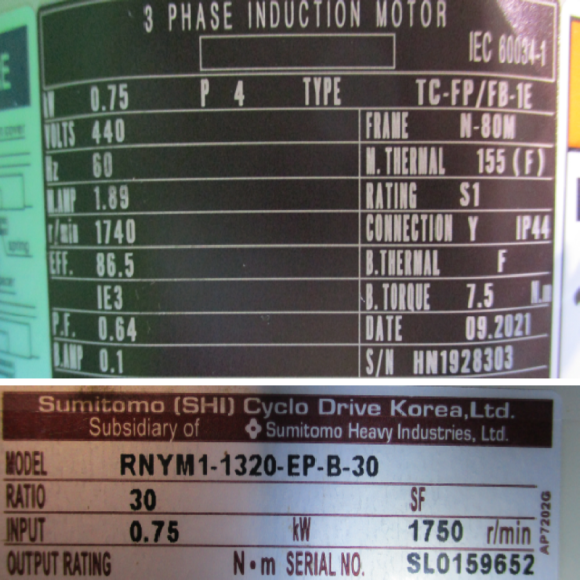 3 PHASE INDUCTION MOTOR
IEC 60034-1
kW 0.75 P 4 TYPE TC-FP/FB-1E
VOLTS 440 FRAME N-80M
Hz 60 M.THERMAL 155 (F)
M.AMP 1.89 RATING S1
r/min 1740 CONNECTION Y IP44
EFF. 86.5 B.THERMAL F
IE3 B.TORQUE 7.5 N.m
P.F. 0.64 DATE 09.2021
B.AMP 0.1 S/N HN1928303
Sumitomo (SHI) Cyclo Drive Korea,Ltd.
Subsidiary of Sumitomo Heavy Industries, Ltd.
MODEL RNYM1-1320-EP-B-30
RATIO 30 SF
INPUT 0.75 kW 1750 r/min
OUTPUT RATING N•m SERIAL NO. SL0159652
AP7202G